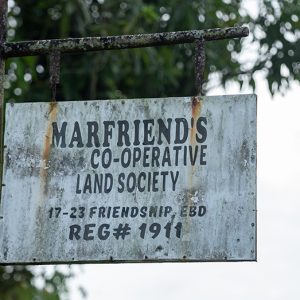 MARFRIENDS
CO-OPERATIVE
LAND SOCIETY
17-23 FRIENDSHIP, EBD
REG# 1911